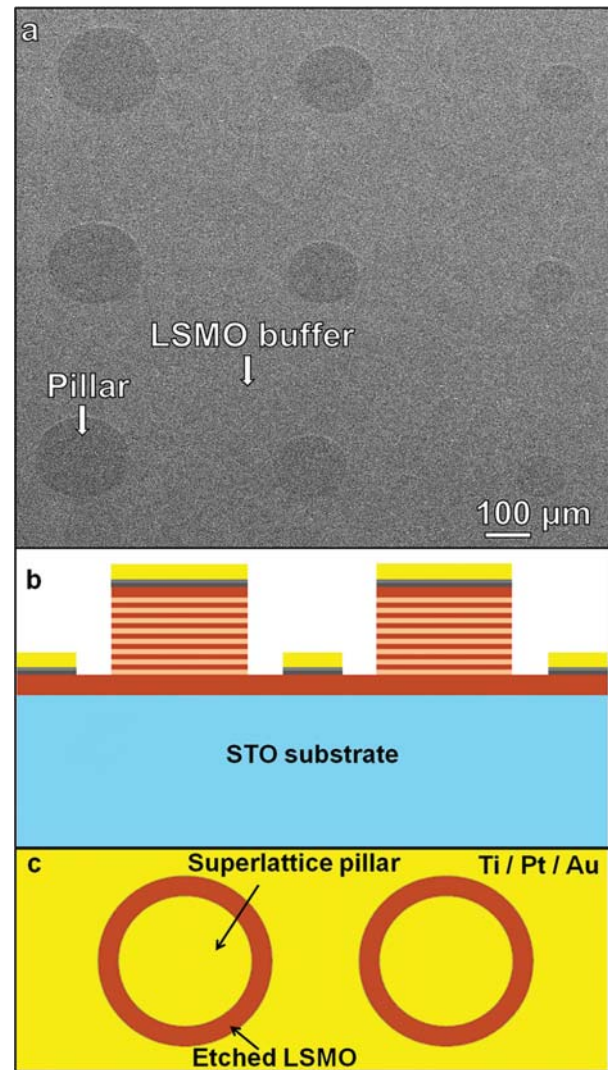 a
LSMO buffer
Pillar
100 µm
b
STO substrate
c
Superlattice pillar
Ti / Pt / Au
Etched LSMO